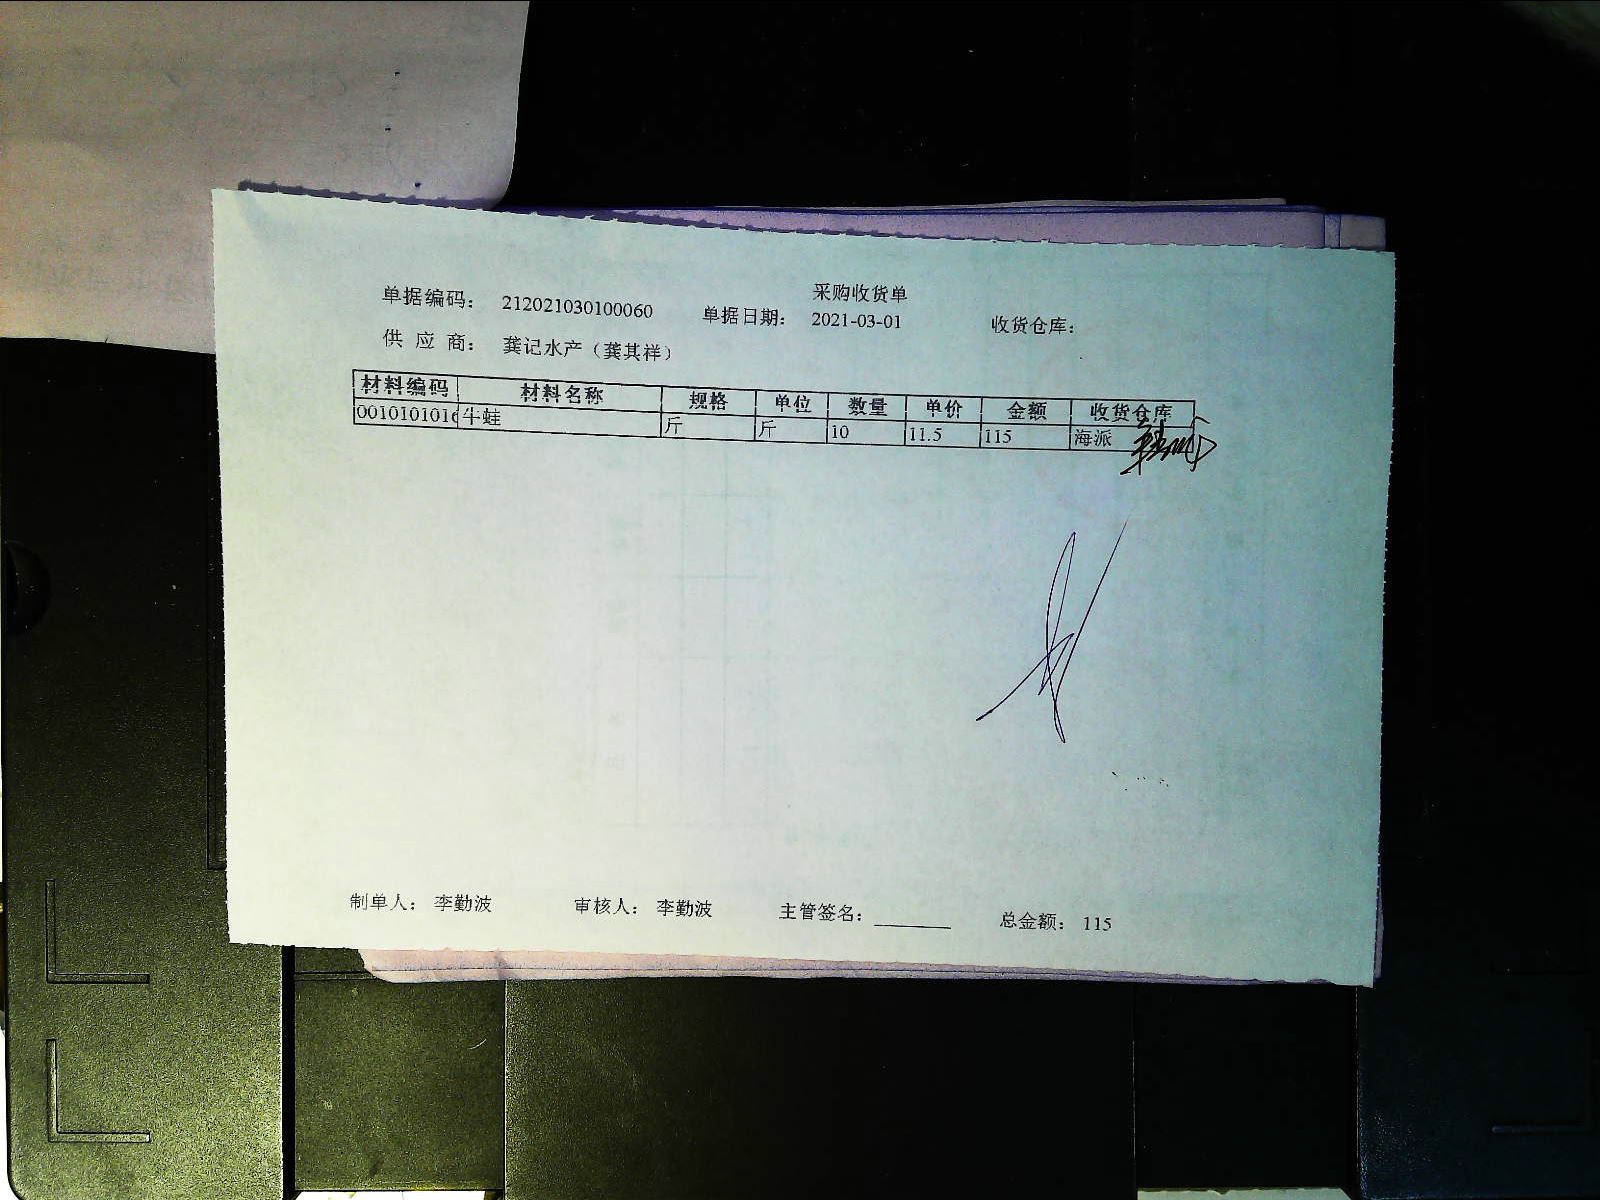 采购收货单
单据编码： 212021030100060 单据日期： 2021-03-01 收货仓库：
供 应 商： 龚记水产（龚其祥）
材料编码 材料名称 规格 单位 数量 单价 金额 收货仓库
001010101 牛蛙 斤 斤 10 11.5 115 海派
制单人： 李勤波 审核人： 李勤波 主管签名： 总金额： 115